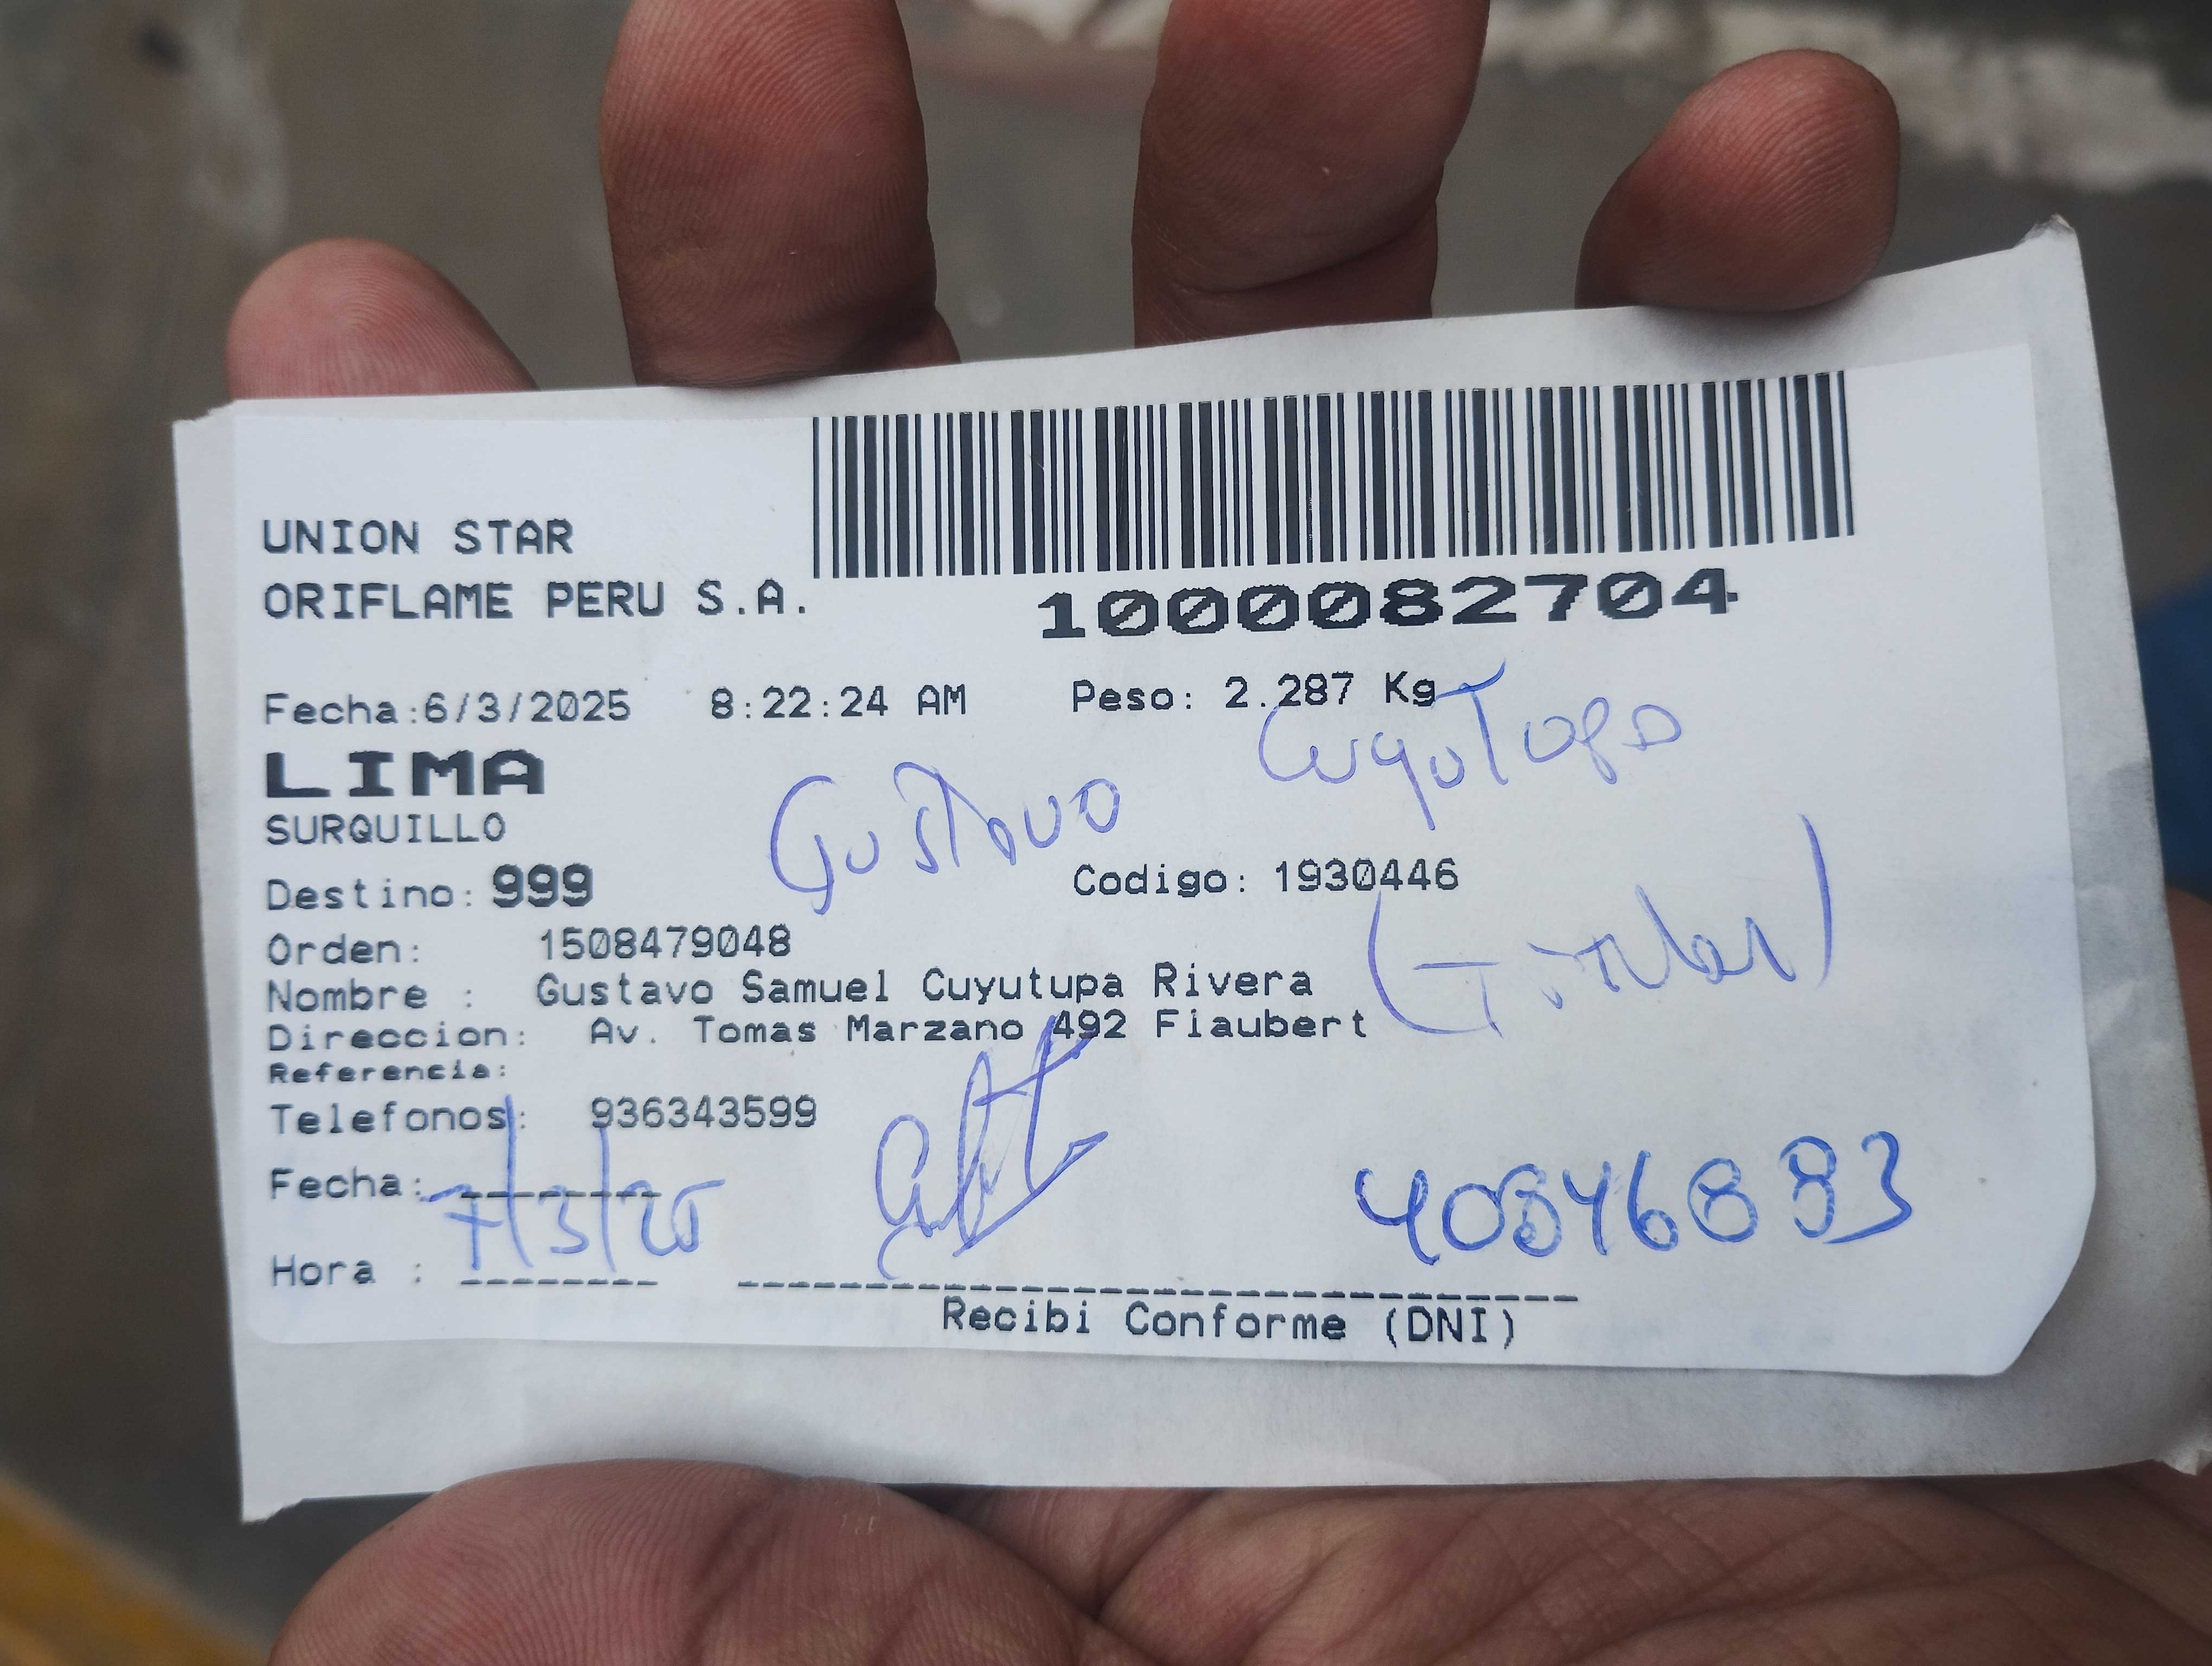 UNION STAR
ORIFLAME PERU S.A.
1000082704
Fecha:6/3/2025 8:22:24 AM Peso: 2.287 Kg
LIMA
SURQUILLO
Gustavo Cuyutupa
Destino: 999 Codigo: 1930446
Orden: 1508479048
Nombre : Gustavo Samuel Cuyutupa Rivera
(Titular)
Direccion: Av. Tomas Marzano 492 Flaubert
Referencia:
Telefonos: 936343599
Fecha: 7/3/25
Hora :
Recibi Conforme (DNI)